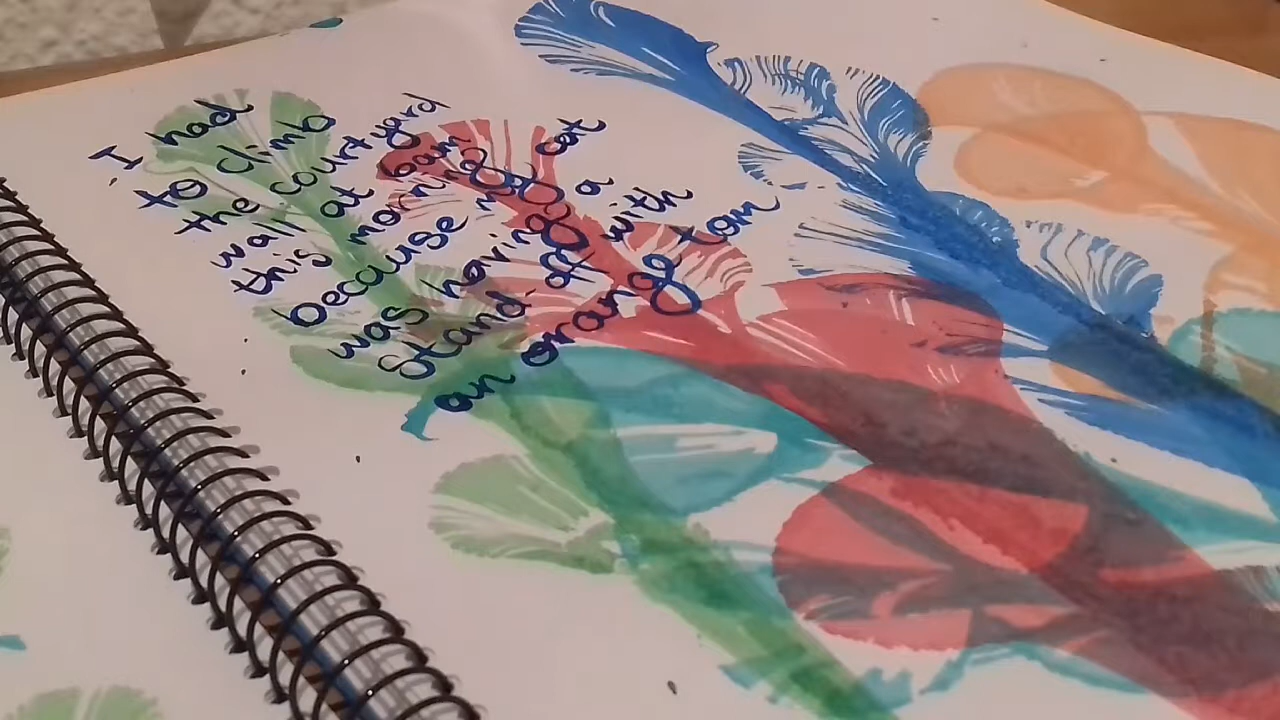 I had
to climb
the courtyard
wall at 6am
this morning
because my cat
was having a
stand-off with
an orange tom